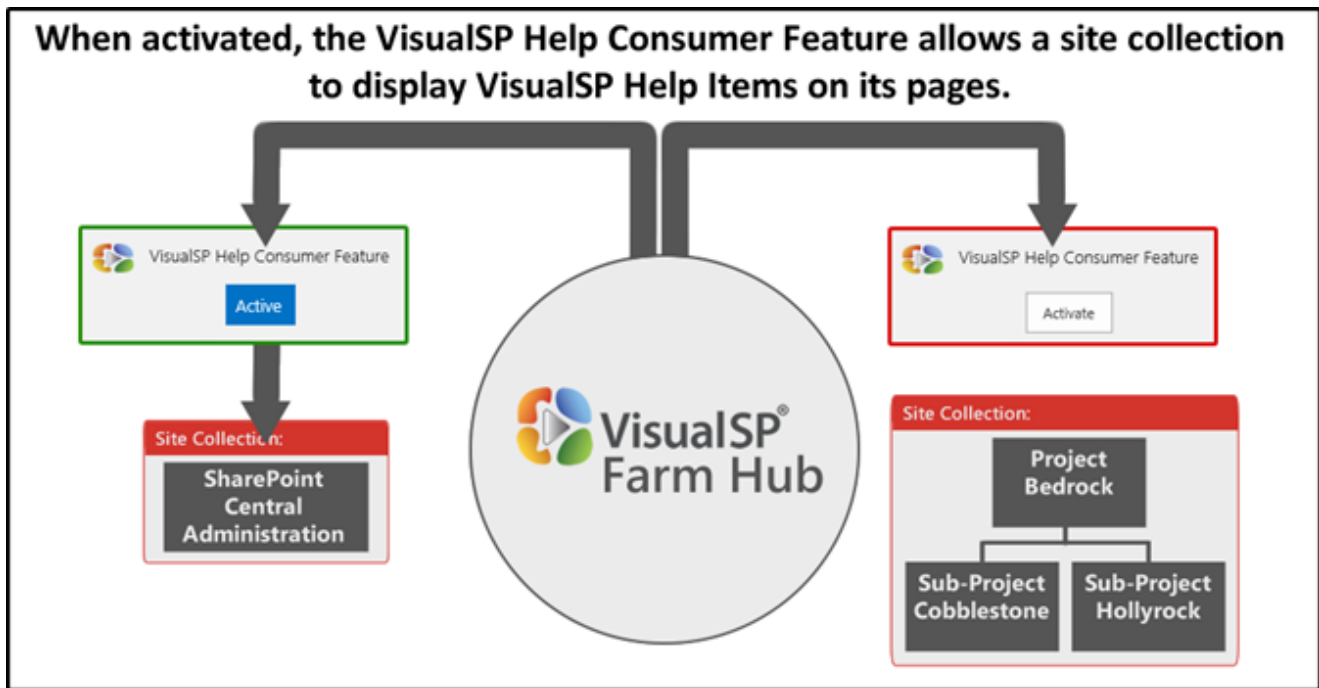 When activated, the VisualSP Help Consumer Feature allows a site collection
to display VisualSP Help Items on its pages.
VisualSP Help Consumer Feature
Active
VisualSP Help Consumer Feature
Activate
VisualSP®
Farm Hub
Site Collection:
SharePoint
Central
Administration
Site Collection:
Project
Bedrock
Sub-Project
Cobblestone
Sub-Project
Hollyrock